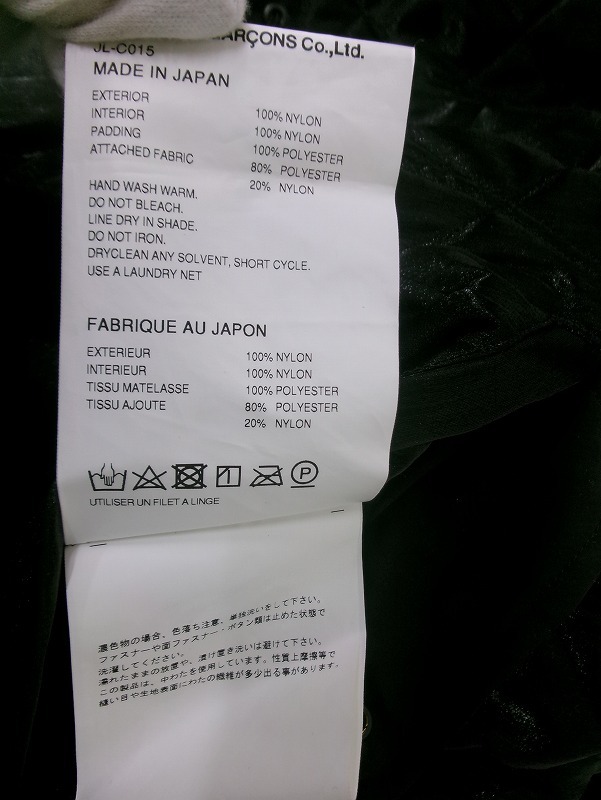 GARÇONS Co.,Ltd.
JL-C015
MADE IN JAPAN
EXTERIOR 100% NYLON
INTERIOR 100% NYLON
PADDING 100% POLYESTER
ATTACHED FABRIC 80% POLYESTER
20% NYLON
HAND WASH WARM.
DO NOT BLEACH.
LINE DRY IN SHADE.
DO NOT IRON.
DRYCLEAN ANY SOLVENT, SHORT CYCLE.
USE A LAUNDRY NET
FABRIQUE AU JAPON
EXTERIEUR 100% NYLON
INTERIEUR 100% NYLON
TISSU MATELASSE 100% POLYESTER
TISSU AJOUTE 80% POLYESTER
20% NYLON
P
UTILISER UN FILET A LINGE
濃色物の場合、色落ち注意、単独洗いをして下さい。
ファスナーや面ファスナー・ボタン類は止めた状態で
洗濯してください。
濡れたままの放置や、漬け置き洗いは避けて下さい。
この製品は、中わたを使用しています。性質上摩擦等で
縫い目や生地表面にわたの繊維が多少出る事があります。